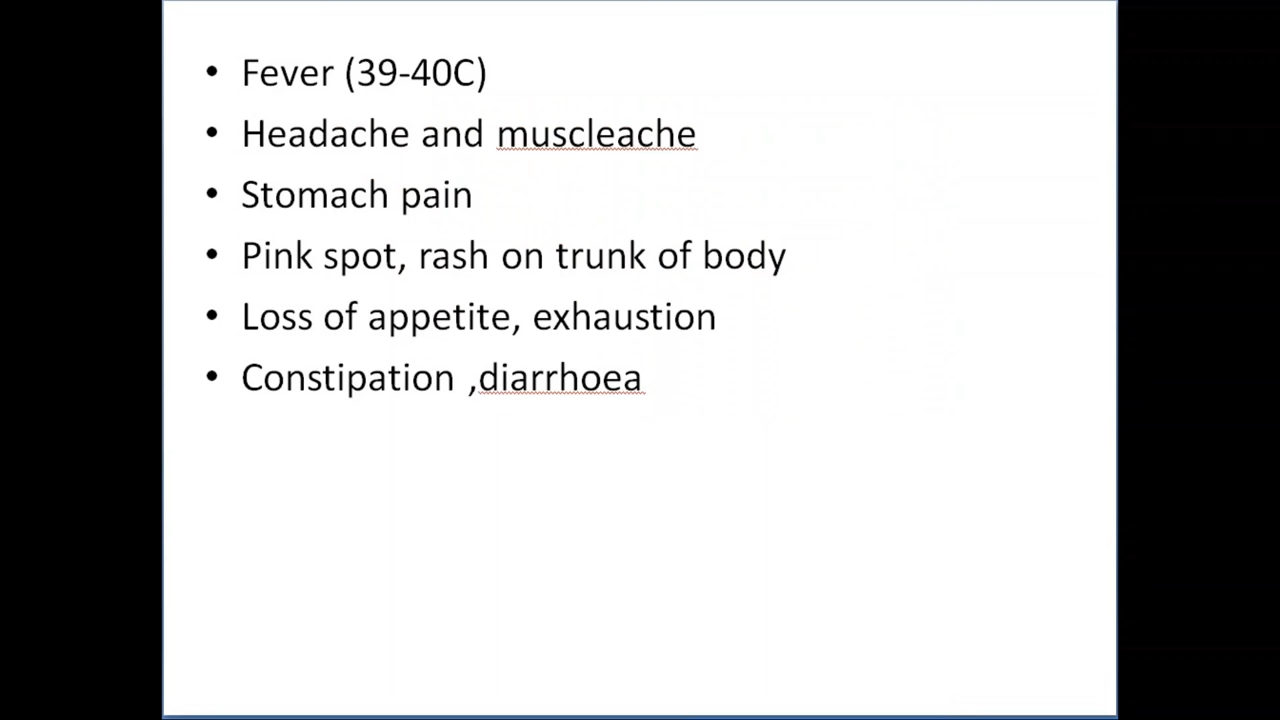 • Fever (39-40C)
• Headache and muscleache
• Stomach pain
• Pink spot, rash on trunk of body
• Loss of appetite, exhaustion
• Constipation ,diarrhoea